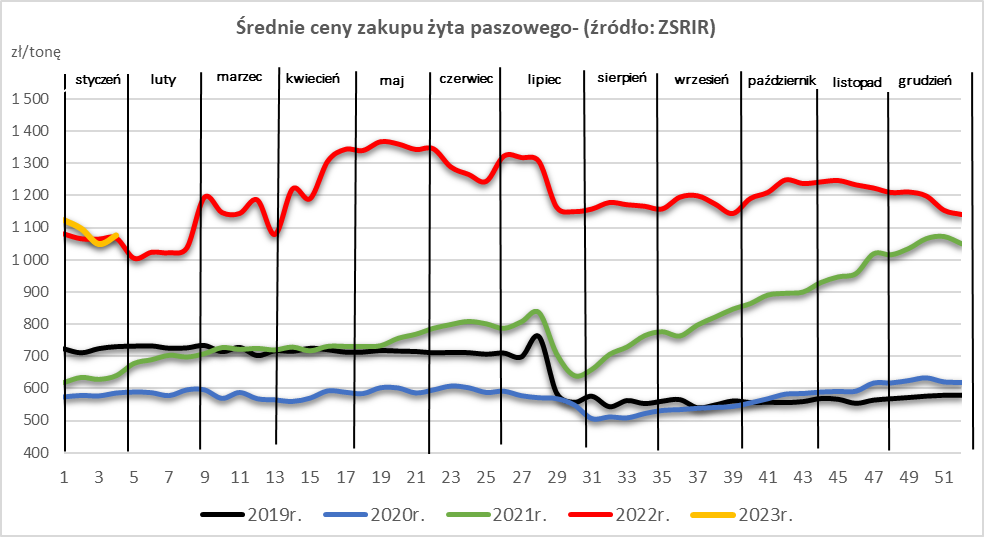 Średnie ceny zakupu żyta paszowego- (źródło: ZSRIR)
zł/tonę
styczeń luty marzec kwiecień maj czerwiec lipiec sierpień wrzesień październik listopad grudzień
1 500
1 400
1 300
1 200
1 100
1 000
900
800
700
600
500
400
1 3 5 7 9 11 13 15 17 19 21 23 25 27 29 31 33 35 37 39 41 43 45 47 49 51
2019r. 2020r. 2021r. 2022r. 2023r.